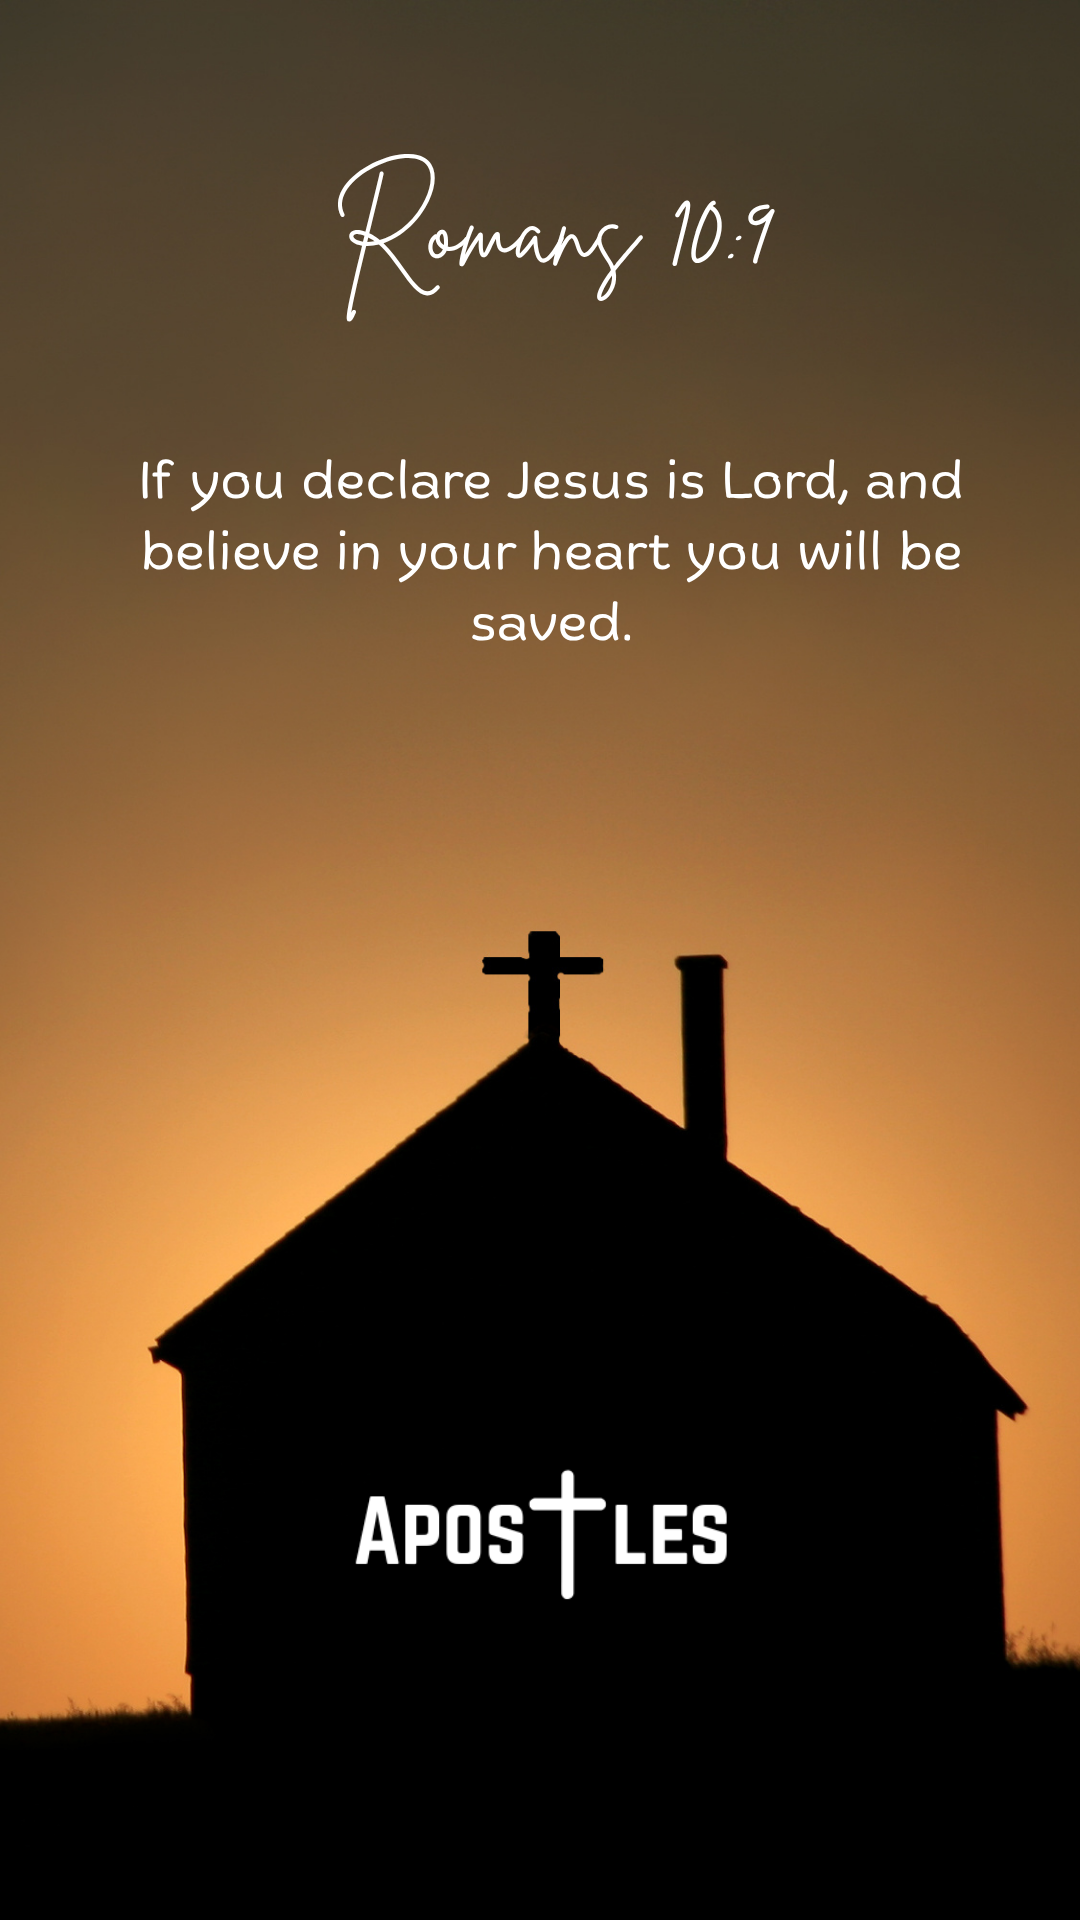 Romans 10:9
If you declare Jesus is Lord, and
believe in your heart you will be
saved.
APOSTLES